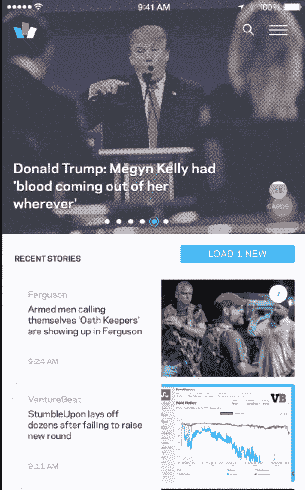 9:41 AM
100%
Donald Trump: Megyn Kelly had
'blood coming out of her
wherever'
RECENT STORIES
LOAD 1 NEW
Ferguson
Armed men calling
themselves 'Oath Keepers'
are showing up in Ferguson
9:24 AM
VentureBeat
StumbleUpon lays off
dozens after failing to raise
new round
9:11 AM
VB